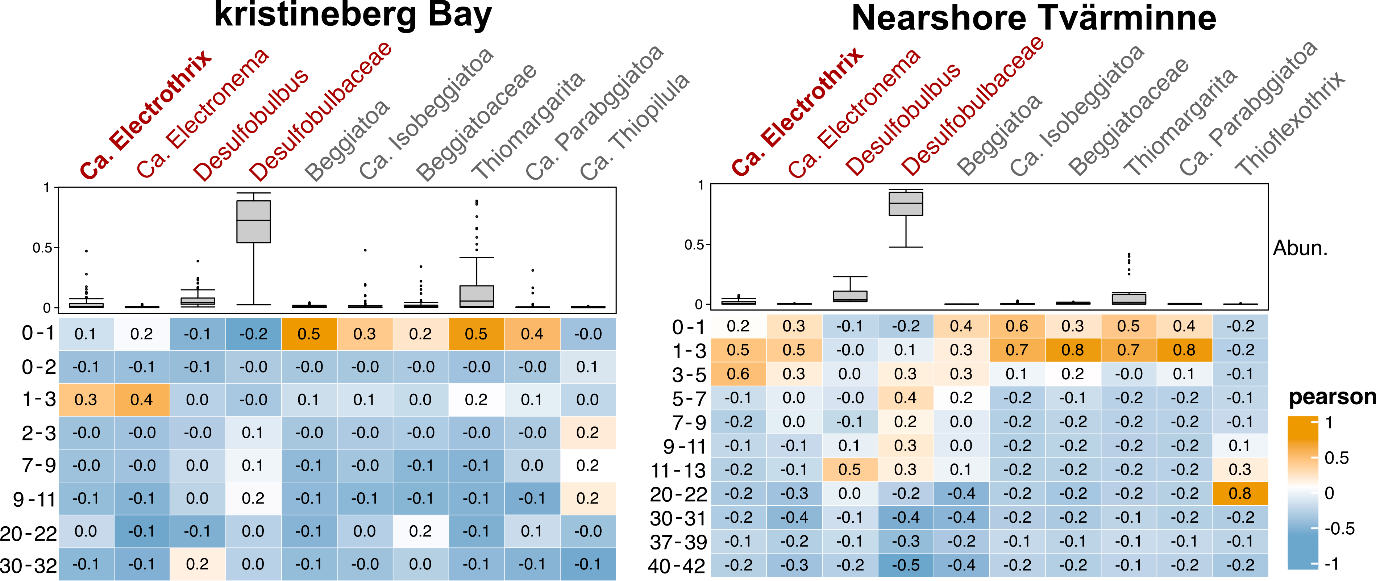 kristineberg Bay
Nearshore Tvärminne
Ca. Electrothrix
Ca. Electronema
Desulfobulbus
Desulfobulbaceae
Beggiatoa
Ca. Isobeggiatoa
Beggiatoaceae
Thiomargarita
Ca. Parabggiatoa
Ca. Thiopilula
Ca. Electrothrix
Ca. Electronema
Desulfobulbus
Desulfobulbaceae
Beggiatoa
Ca. Isobeggiatoa
Beggiatoaceae
Thiomargarita
Ca. Parabggiatoa
Thioflexothrix
1
0.5
0
1
0.5
0
Abun.
0-1 0.1 0.2 -0.1 -0.2 0.5 0.3 0.2 0.5 0.4 -0.0
0-2 -0.1 -0.1 -0.1 -0.0 -0.0 -0.0 -0.0 -0.0 -0.0 0.1
1-3 0.3 0.4 0.0 -0.0 0.1 0.1 0.0 0.2 0.1 0.0
2-3 -0.0 -0.0 -0.0 0.1 -0.0 -0.0 -0.0 -0.1 -0.0 0.2
7-9 -0.0 -0.0 0.0 0.1 -0.1 -0.0 -0.1 -0.1 0.0 0.2
9-11 -0.1 -0.1 0.0 0.2 -0.1 -0.1 -0.1 -0.1 -0.1 0.2
20-22 0.0 -0.1 -0.1 0.0 -0.1 0.0 0.2 -0.1 0.1 -0.0
30-32 -0.1 -0.1 0.2 0.0 -0.1 -0.0 0.0 -0.1 -0.1 -0.1
0-1 0.2 0.3 -0.1 -0.2 0.4 0.6 0.3 0.5 0.4 -0.2
1-3 0.5 0.5 -0.0 0.1 0.3 0.7 0.8 0.7 0.8 -0.2
3-5 0.6 0.3 0.0 0.3 0.3 0.1 0.2 -0.0 0.1 -0.1
5-7 -0.1 0.0 -0.0 0.4 0.2 -0.2 -0.1 -0.2 -0.2 -0.1
7-9 -0.2 0.0 -0.1 0.2 0.0 -0.2 -0.2 -0.2 -0.2 -0.1
9-11 -0.1 -0.1 0.1 0.3 0.0 -0.2 -0.2 -0.2 -0.2 0.1
11-13 -0.2 -0.1 0.5 0.3 0.1 -0.2 -0.2 -0.2 -0.2 0.3
20-22 -0.2 -0.3 0.0 -0.2 -0.4 -0.2 -0.2 -0.2 -0.2 0.8
30-31 -0.2 -0.4 -0.1 -0.4 -0.4 -0.2 -0.2 -0.1 -0.2 -0.2
37-39 -0.1 -0.2 -0.1 -0.3 -0.2 -0.1 -0.1 -0.1 -0.1 -0.1
40-42 -0.2 -0.3 -0.2 -0.5 -0.4 -0.2 -0.2 -0.1 -0.2 -0.2
pearson
1
0.5
0
-0.5
-1